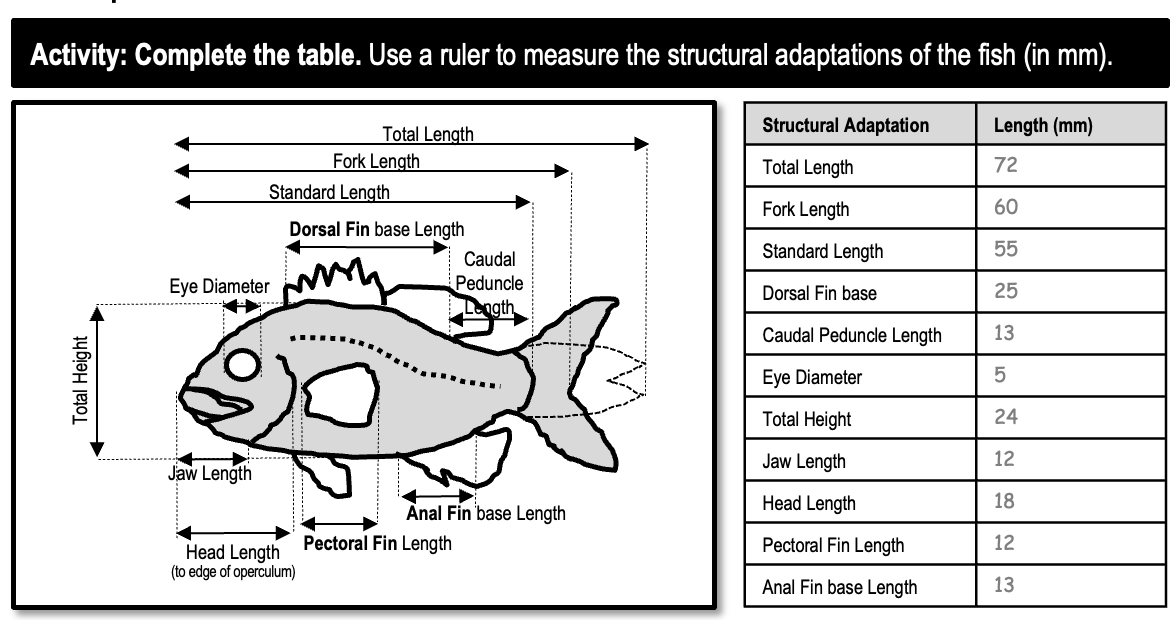 Activity: Complete the table. Use a ruler to measure the structural adaptations of the fish (in mm).
Total Length
Fork Length
Standard Length
Dorsal Fin base Length
Caudal
Peduncle
Length
Eye Diameter
Total Height
Jaw Length
Anal Fin base Length
Pectoral Fin Length
Head Length
(to edge of operculum)
Structural Adaptation Length (mm)
Total Length 72
Fork Length 60
Standard Length 55
Dorsal Fin base 25
Caudal Peduncle Length 13
Eye Diameter 5
Total Height 24
Jaw Length 12
Head Length 18
Pectoral Fin Length 12
Anal Fin base Length 13